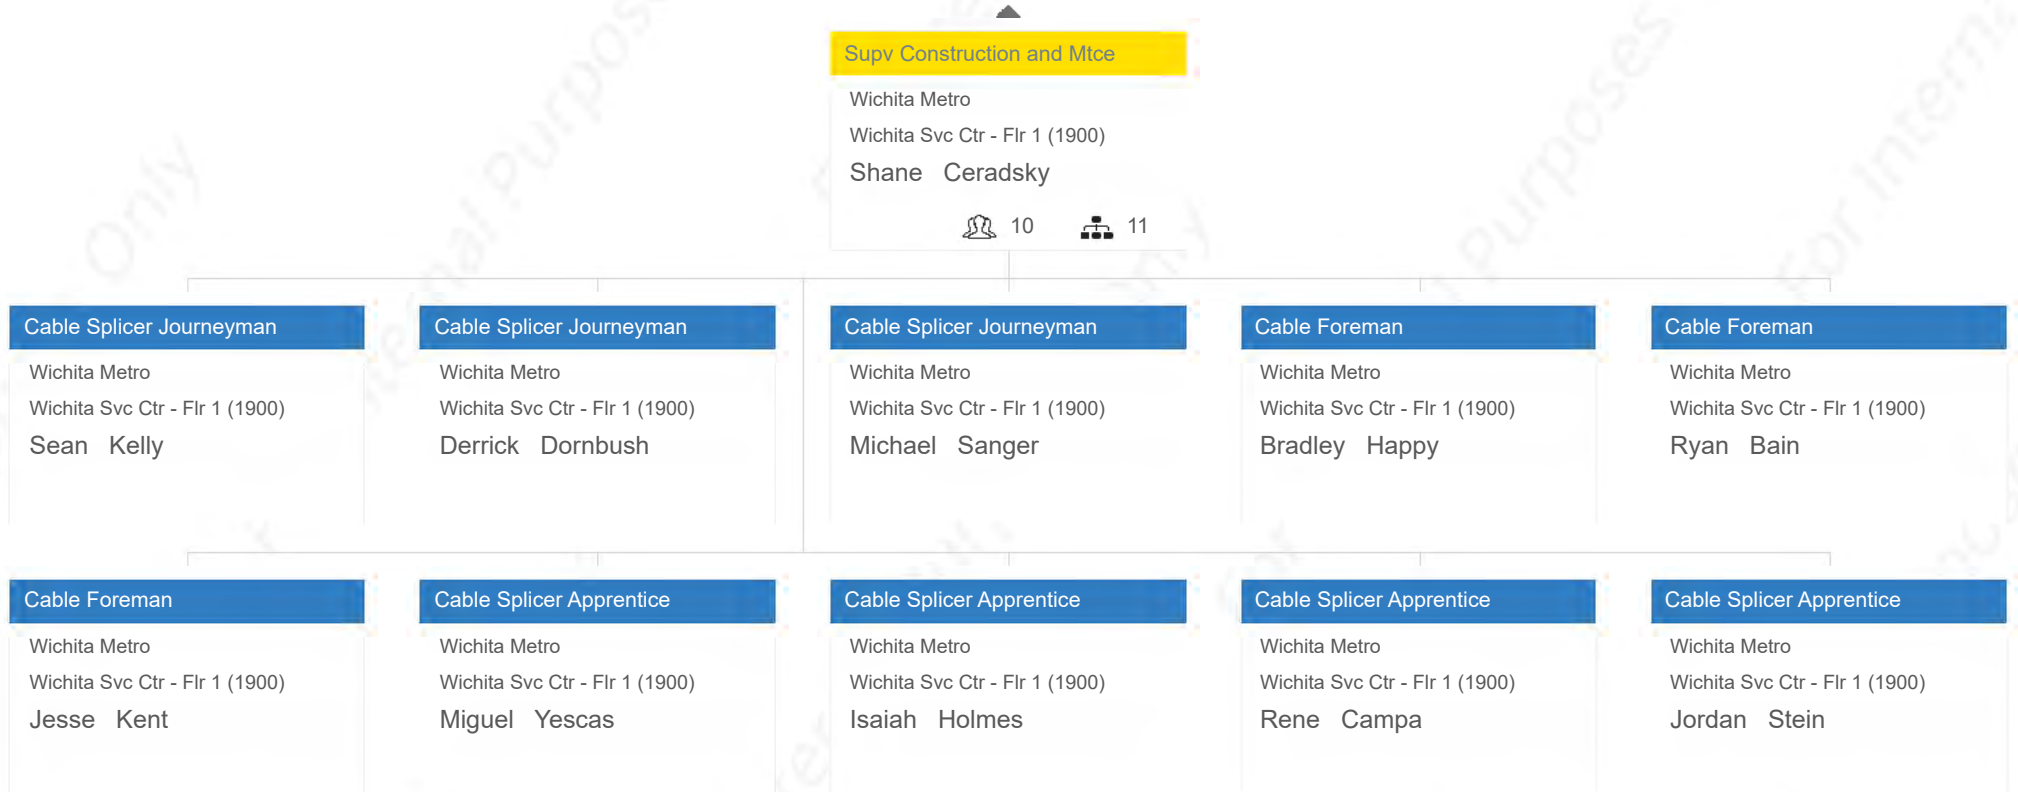 Supv Construction and Mtce
Wichita Metro
Wichita Svc Ctr - Flr 1 (1900)
Shane Ceradsky
10 11
Cable Splicer Journeyman
Wichita Metro
Wichita Svc Ctr - Flr 1 (1900)
Sean Kelly
Cable Splicer Journeyman
Wichita Metro
Wichita Svc Ctr - Flr 1 (1900)
Derrick Dornbush
Cable Splicer Journeyman
Wichita Metro
Wichita Svc Ctr - Flr 1 (1900)
Michael Sanger
Cable Foreman
Wichita Metro
Wichita Svc Ctr - Flr 1 (1900)
Bradley Happy
Cable Foreman
Wichita Metro
Wichita Svc Ctr - Flr 1 (1900)
Ryan Bain
Cable Foreman
Wichita Metro
Wichita Svc Ctr - Flr 1 (1900)
Jesse Kent
Cable Splicer Apprentice
Wichita Metro
Wichita Svc Ctr - Flr 1 (1900)
Miguel Yescas
Cable Splicer Apprentice
Wichita Metro
Wichita Svc Ctr - Flr 1 (1900)
Isaiah Holmes
Cable Splicer Apprentice
Wichita Metro
Wichita Svc Ctr - Flr 1 (1900)
Rene Campa
Cable Splicer Apprentice
Wichita Metro
Wichita Svc Ctr - Flr 1 (1900)
Jordan Stein